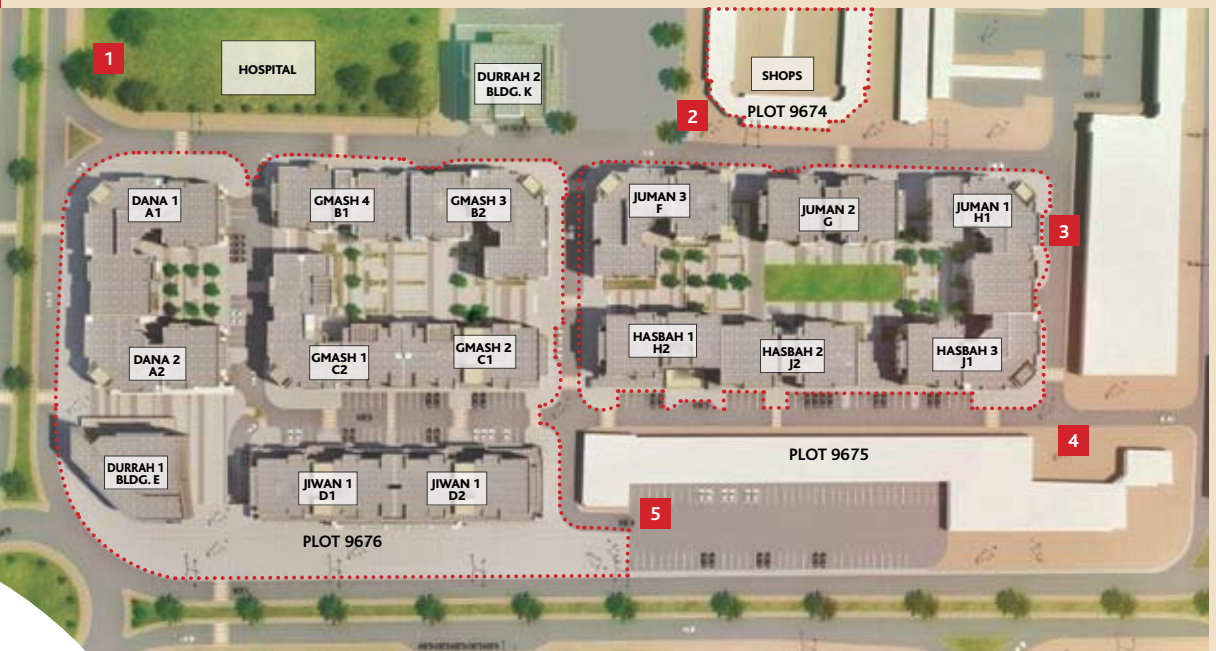 1
HOSPITAL
DURRAH 2
BLDG. K
SHOPS
2
PLOT 9674
DANA 1
A1
GMASH 4
B1
GMASH 3
B2
JUMAN 3
F
JUMAN 2
G
JUMAN 1
H1
3
DANA 2
A2
GMASH 1
C2
GMASH 2
C1
HASBAH 1
H2
HASBAH 2
J2
HASBAH 3
J1
4
DURRAH 1
BLDG. E
JIWAN 1
D1
JIWAN 1
D2
PLOT 9675
5
PLOT 9676